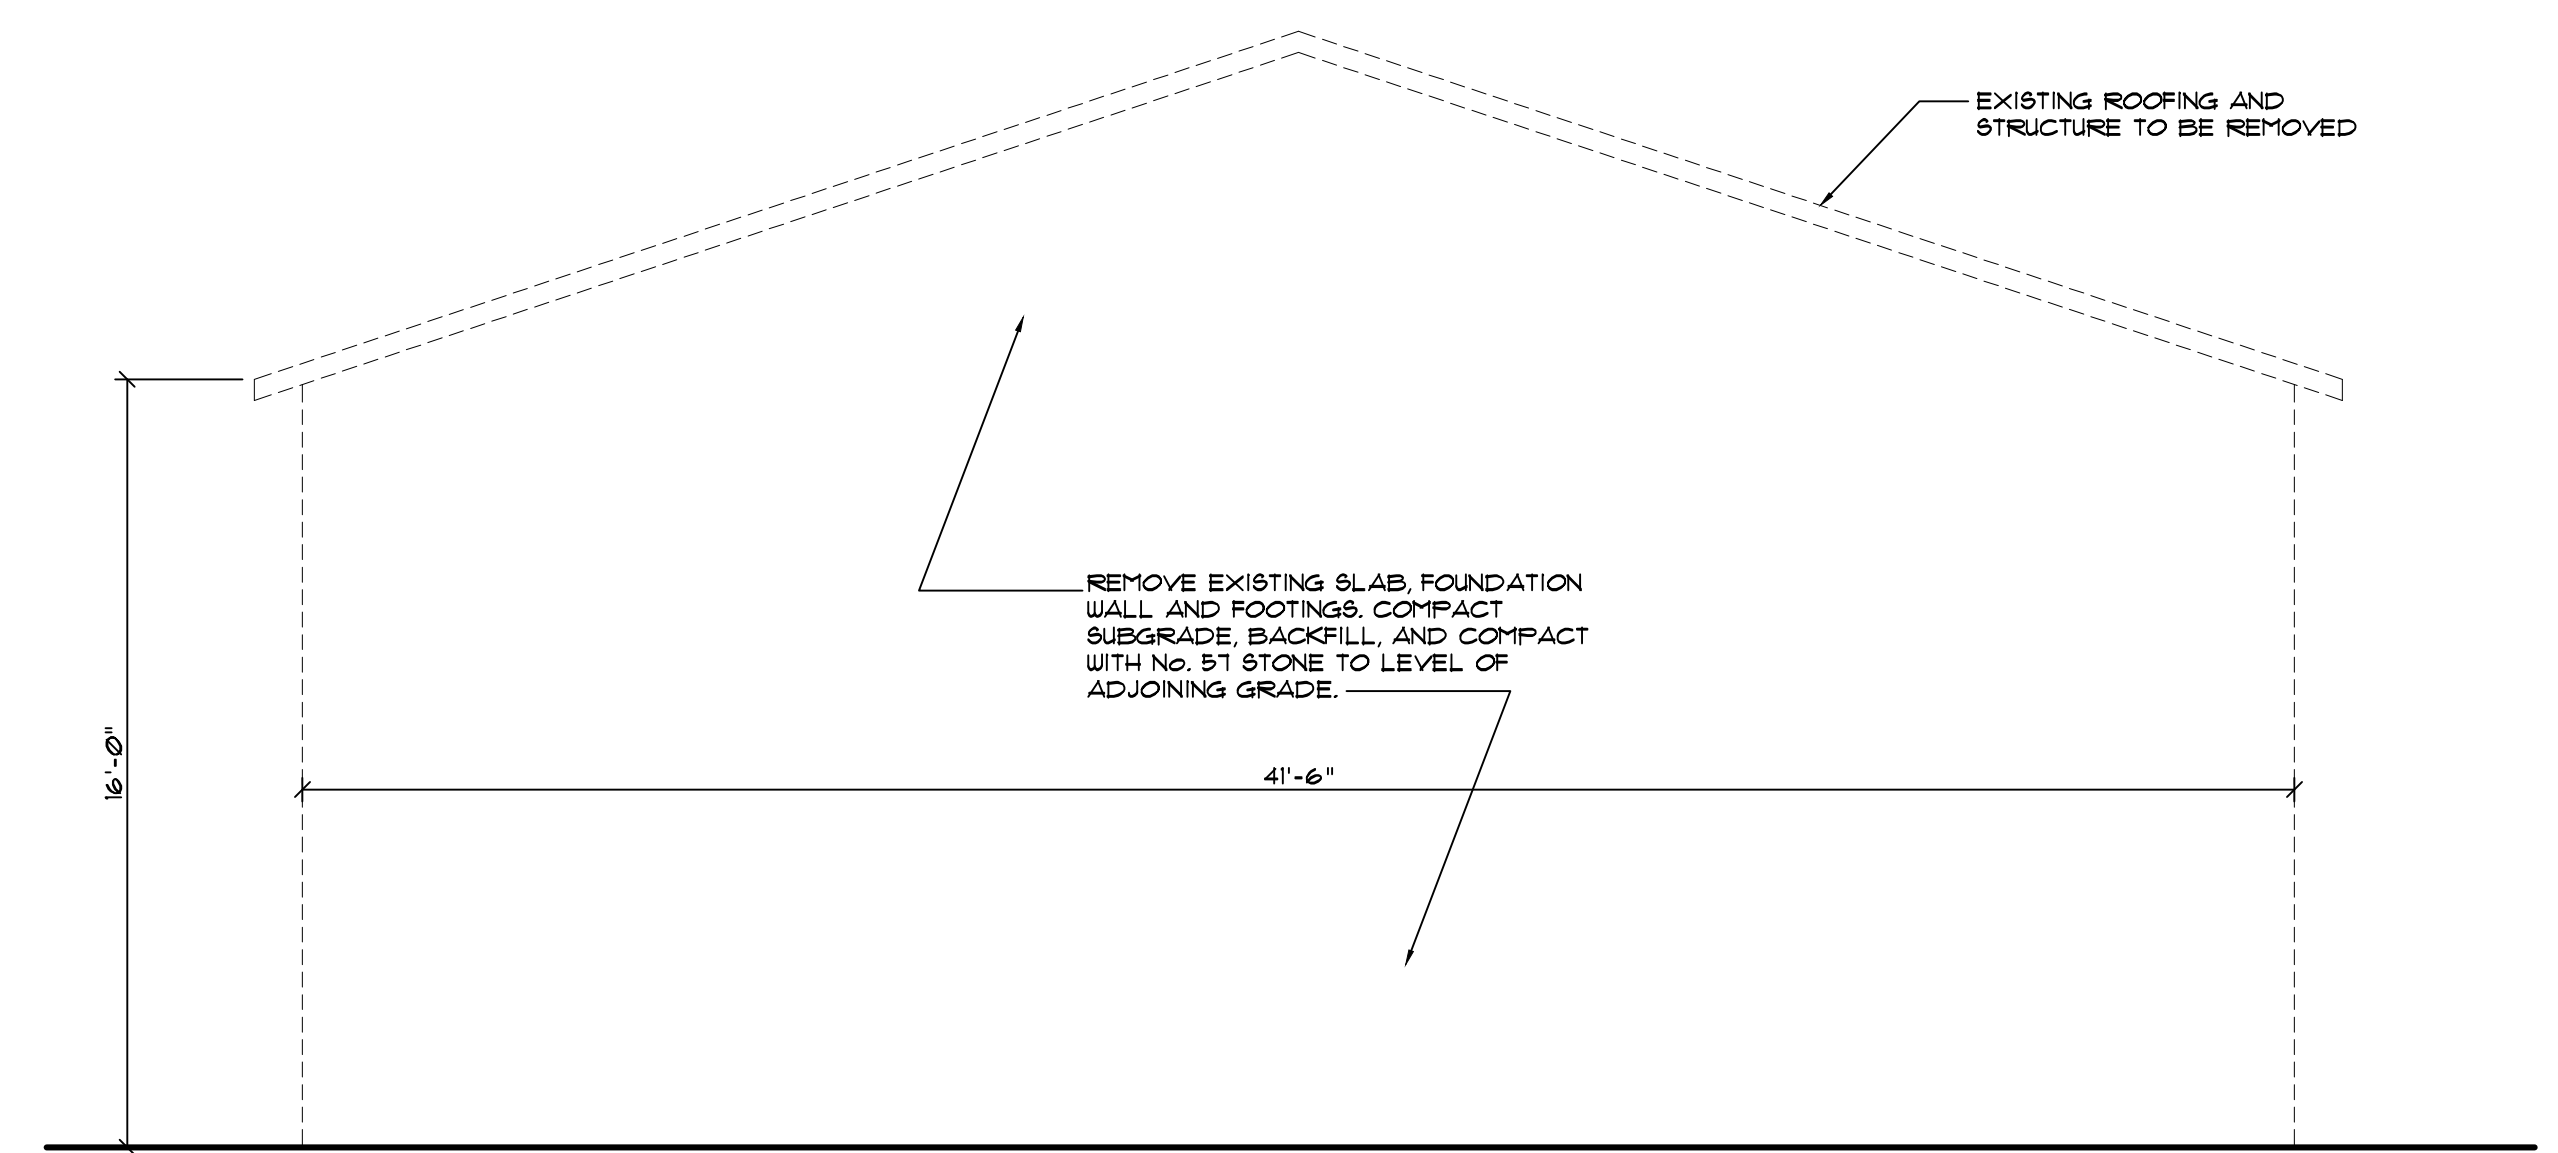 EXISTING ROOFING AND
STRUCTURE TO BE REMOVED
REMOVE EXISTING SLAB, FOUNDATION
WALL AND FOOTINGS. COMPACT
SUBGRADE, BACKFILL, AND COMPACT
WITH No. 57 STONE TO LEVEL OF
ADJOINING GRADE.
16'-0"
41'-6"